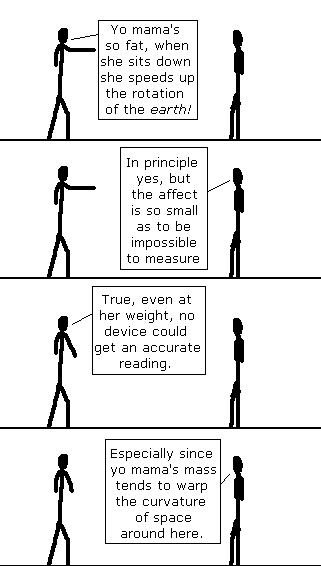 Yo mama's
so fat, when
she sits down
she speeds up
the rotation
of the earth!
In principle
yes, but
the affect
is so small
as to be
impossible
to measure
True, even at
her weight, no
device could
get an accurate
reading.
Especially since
yo mama's mass
tends to warp
the curvature
of space
around here.